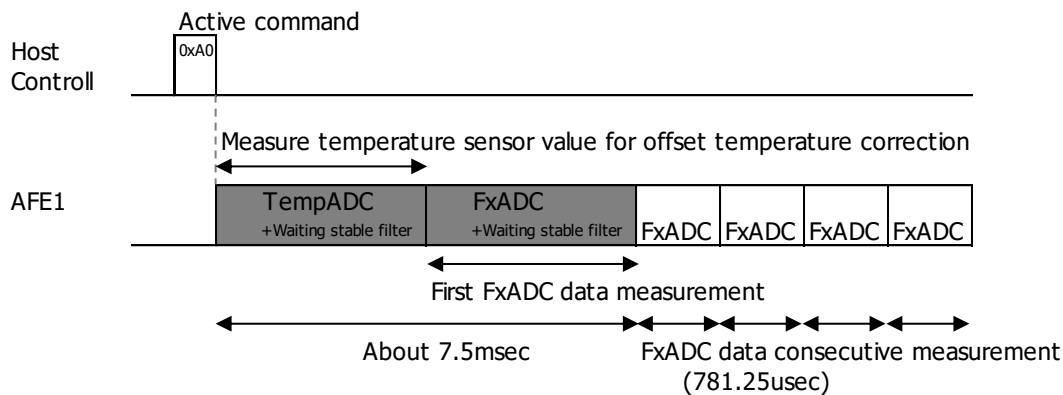 Active command
Host
Controll
0xA0
Measure temperature sensor value for offset temperature correction
AFE1
TempADC
+Waiting stable filter
FxADC
+Waiting stable filter
FxADC
FxADC
FxADC
FxADC
First FxADC data measurement
About 7.5msec
FxADC data consecutive measurement
(781.25usec)